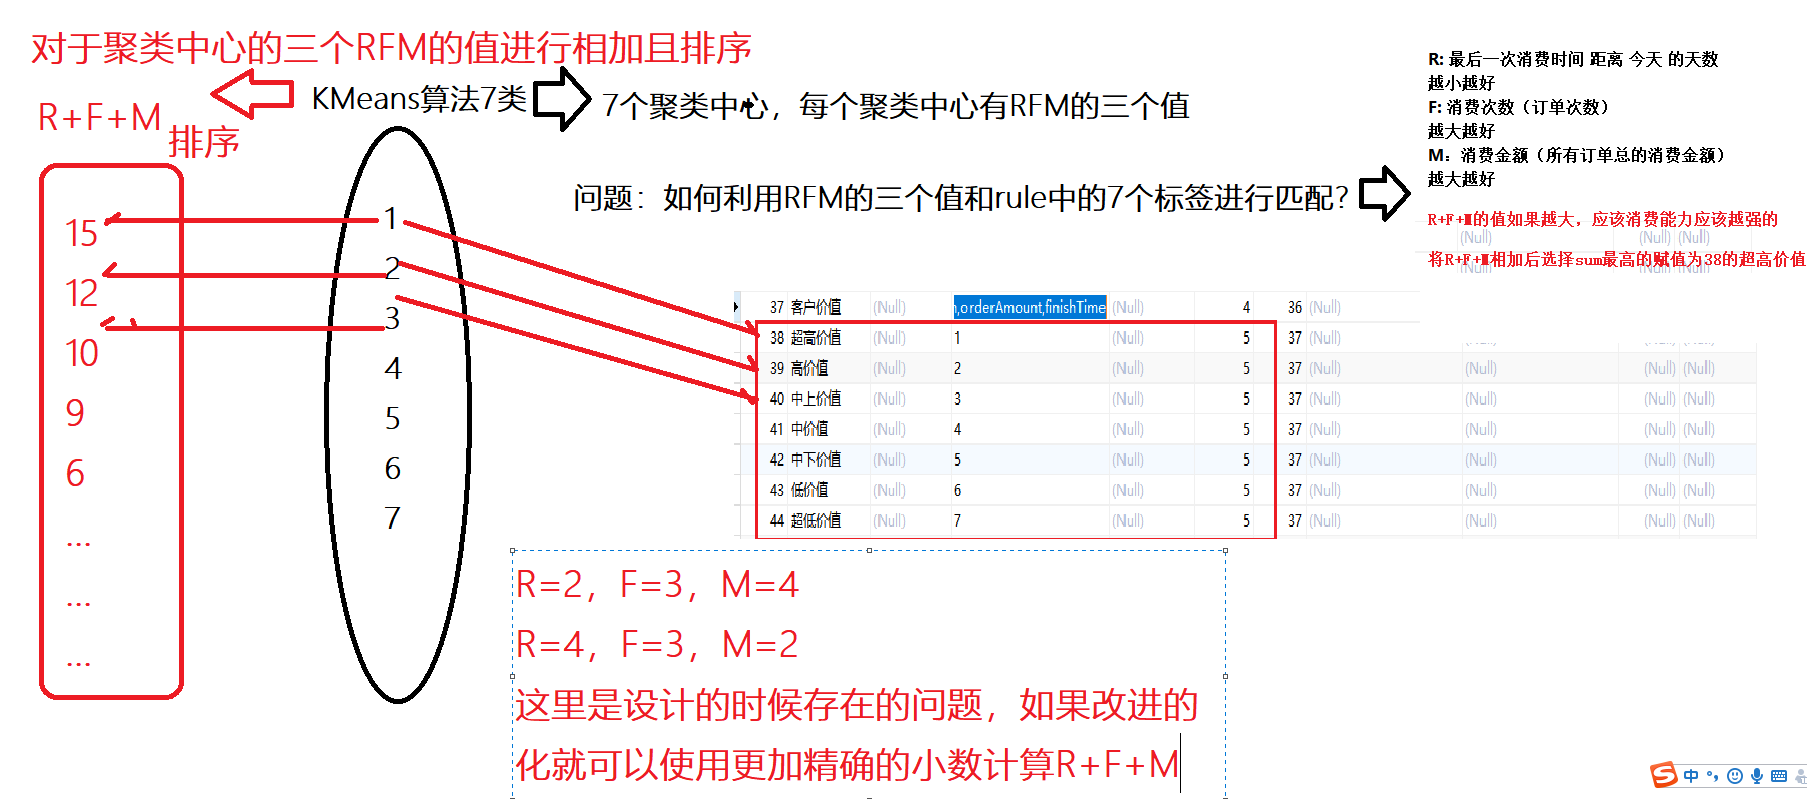 对于聚类中心的三个RFM的值进行相加且排序
R+F+M
排序
KMeans算法7类
7个聚类中心，每个聚类中心有RFM的三个值
问题：如何利用RFM的三个值和rule中的7个标签进行匹配?
R: 最后一次消费时间 距离 今天 的天数
越小越好
F: 消费次数（订单次数）
越大越好
M：消费金额（所有订单总的消费金额）
越大越好
R+F+M的值如果越大，应该消费能力应该越强的
(Null) (Null) (Null)
将R+F+M相加后选择sum最高的赋值为38的超高价值
(Null) (Null) (Null)
15
12
10
9
6
...
...
...
1
2
3
4
5
6
7
37 客户价值 (Null) ,orderAmount,finishTime (Null) 4 36 (Null)
38 超高价值 (Null) 1 (Null) 5 37 (Null) (Null) (Null) (Null)
39 高价值 (Null) 2 (Null) 5 37 (Null) (Null) (Null) (Null)
40 中上价值 (Null) 3 (Null) 5 37 (Null) (Null) (Null) (Null)
41 中价值 (Null) 4 (Null) 5 37 (Null) (Null) (Null) (Null)
42 中下价值 (Null) 5 (Null) 5 37 (Null) (Null) (Null) (Null)
43 低价值 (Null) 6 (Null) 5 37 (Null) (Null) (Null) (Null)
44 超低价值 (Null) 7 (Null) 5 37 (Null) (Null) (Null) (Null)
R=2，F=3，M=4
R=4，F=3，M=2
这里是设计的时候存在的问题，如果改进的
化就可以使用更加精确的小数计算R+F+M
中